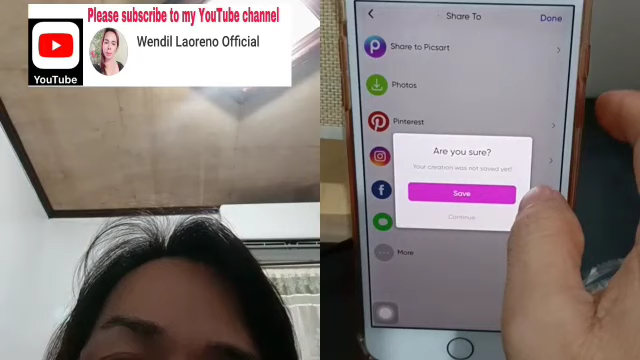 Please subscribe to my YouTube channel
Wendil Laoreno Official
YouTube
Share To
Done
Share to Picsart
Photos
Pinterest
Are you sure?
Your creation was not saved yet!
Save
Continue
More